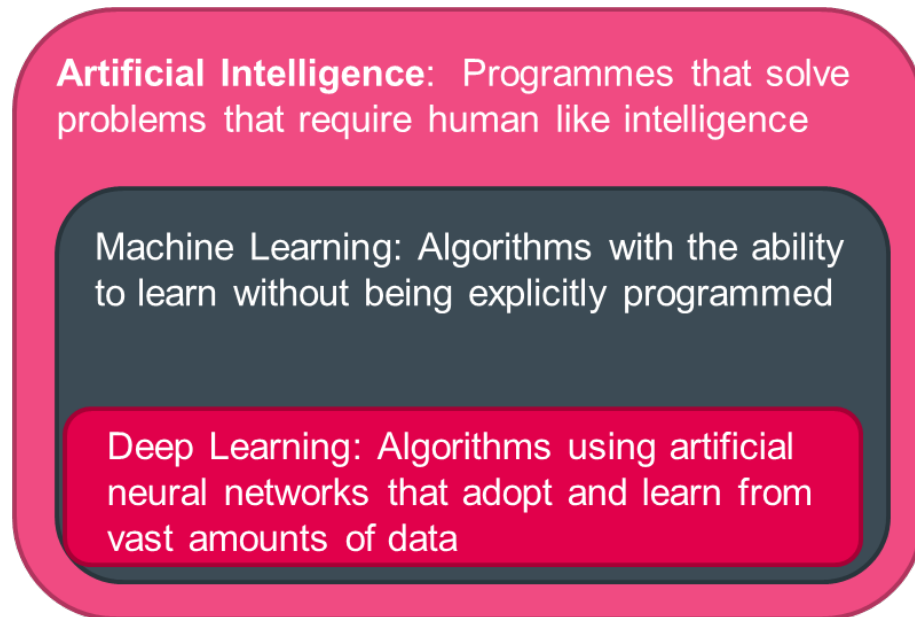 Artificial Intelligence: Programmes that solve
problems that require human like intelligence
Machine Learning: Algorithms with the ability
to learn without being explicitly programmed
Deep Learning: Algorithms using artificial
neural networks that adopt and learn from
vast amounts of data